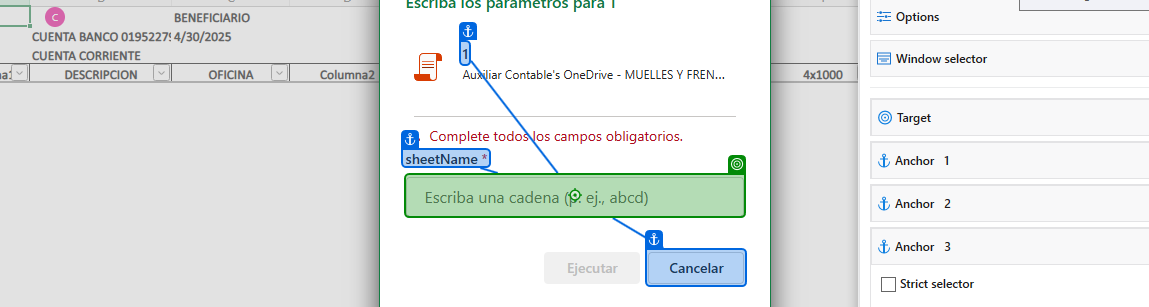 Escriba los parámetros para 1
Options
C
BENEFICIARIO
CUENTA BANCO 01952279 4/30/2025
1
Window selector
CUENTA CORRIENTE
DESCRIPCION OFICINA Columna2
Auxiliar Contable's OneDrive - MUELLES Y FREN...
4x1000
Target
Complete todos los campos obligatorios.
sheetName *
Anchor 1
Escriba una cadena (p. ej., abcd)
Anchor 2
Anchor 3
Ejecutar Cancelar
Strict selector